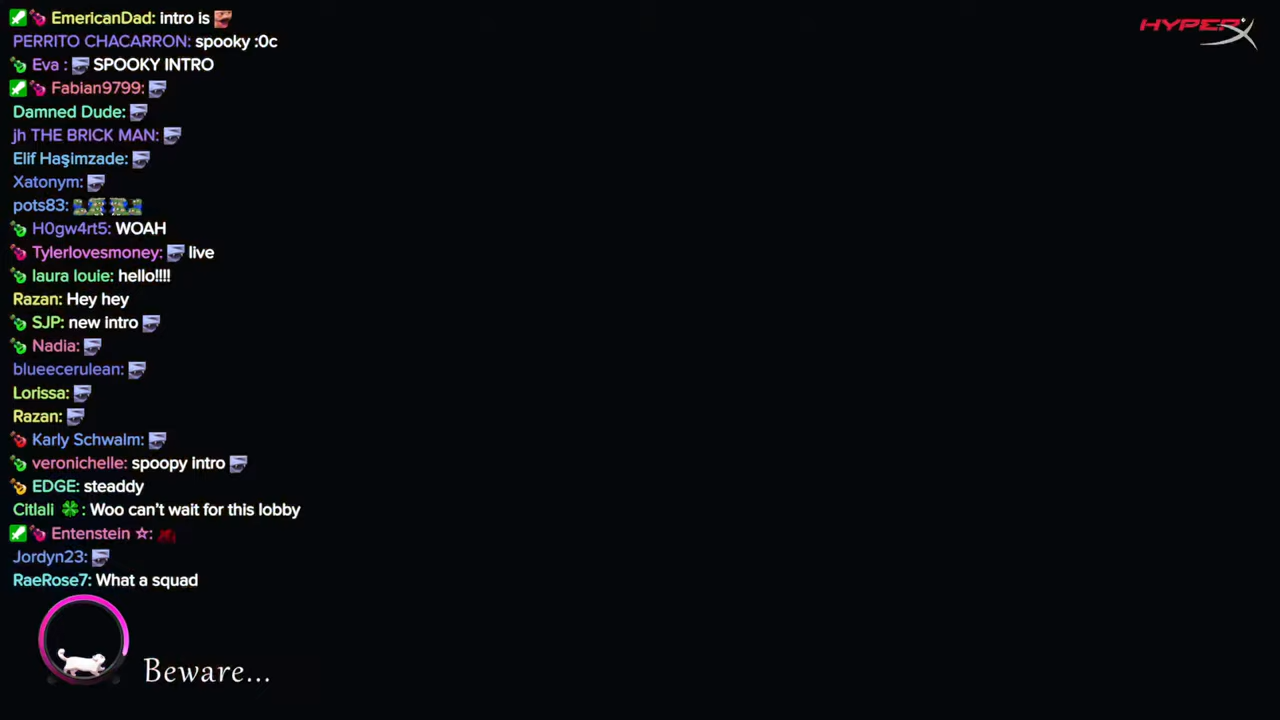 EmericanDad: intro is
PERRITO CHACARRON: spooky :0c
Eva : SPOOKY INTRO
Fabian9799:
Damned Dude:
jh THE BRICK MAN:
Elif Haşimzade:
Xatonym:
pots83:
H0gw4rt5: WOAH
Tylerlovesmoney: live
laura louie: hello!!!!
Razan: Hey hey
SJP: new intro
Nadia:
blueecerulean:
Lorissa:
Razan:
Karly Schwalm:
veronichelle: spoopy intro
EDGE: steaddy
Citlali 🍀: Woo can't wait for this lobby
Entenstein ☆:
Jordyn23:
RaeRose7: What a squad
Beware...
HYPERX